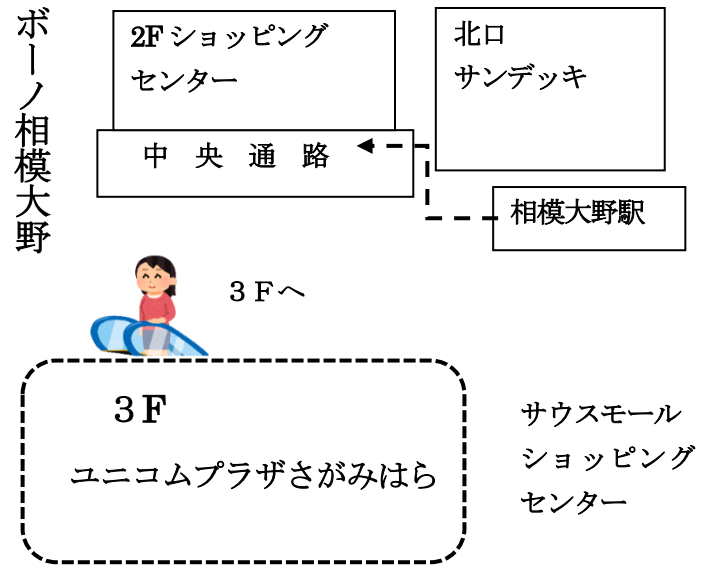 ボーノ相模大野
2Fショッピング
センター
北口
サンデッキ
中央通路
相模大野駅
３Ｆへ
３F
ユニコムプラザさがみはら
サウスモール
ショッピング
センター